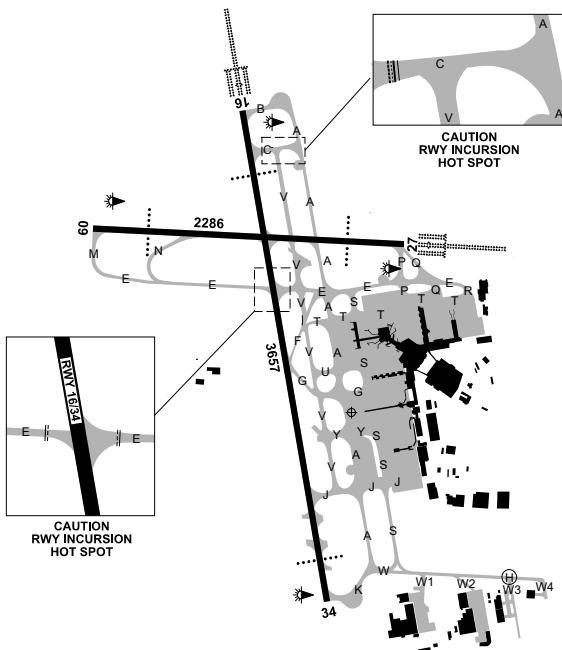 A
C
V
A
CAUTION
RWY INCURSION
HOT SPOT
16
B
A
C
V
A
09
2286
27
M
N
E
E
V
A
P
Q
E
E
E
P
Q
R
V
A
S
T
T
I
T
T
T
F
V
A
S
3657
G
U
G
V
Y
Y
S
V
A
S
J
J
J
A
S
W
K
34
W1
W2
H
W3
W4
RWY 16/34
E
E
CAUTION
RWY INCURSION
HOT SPOT